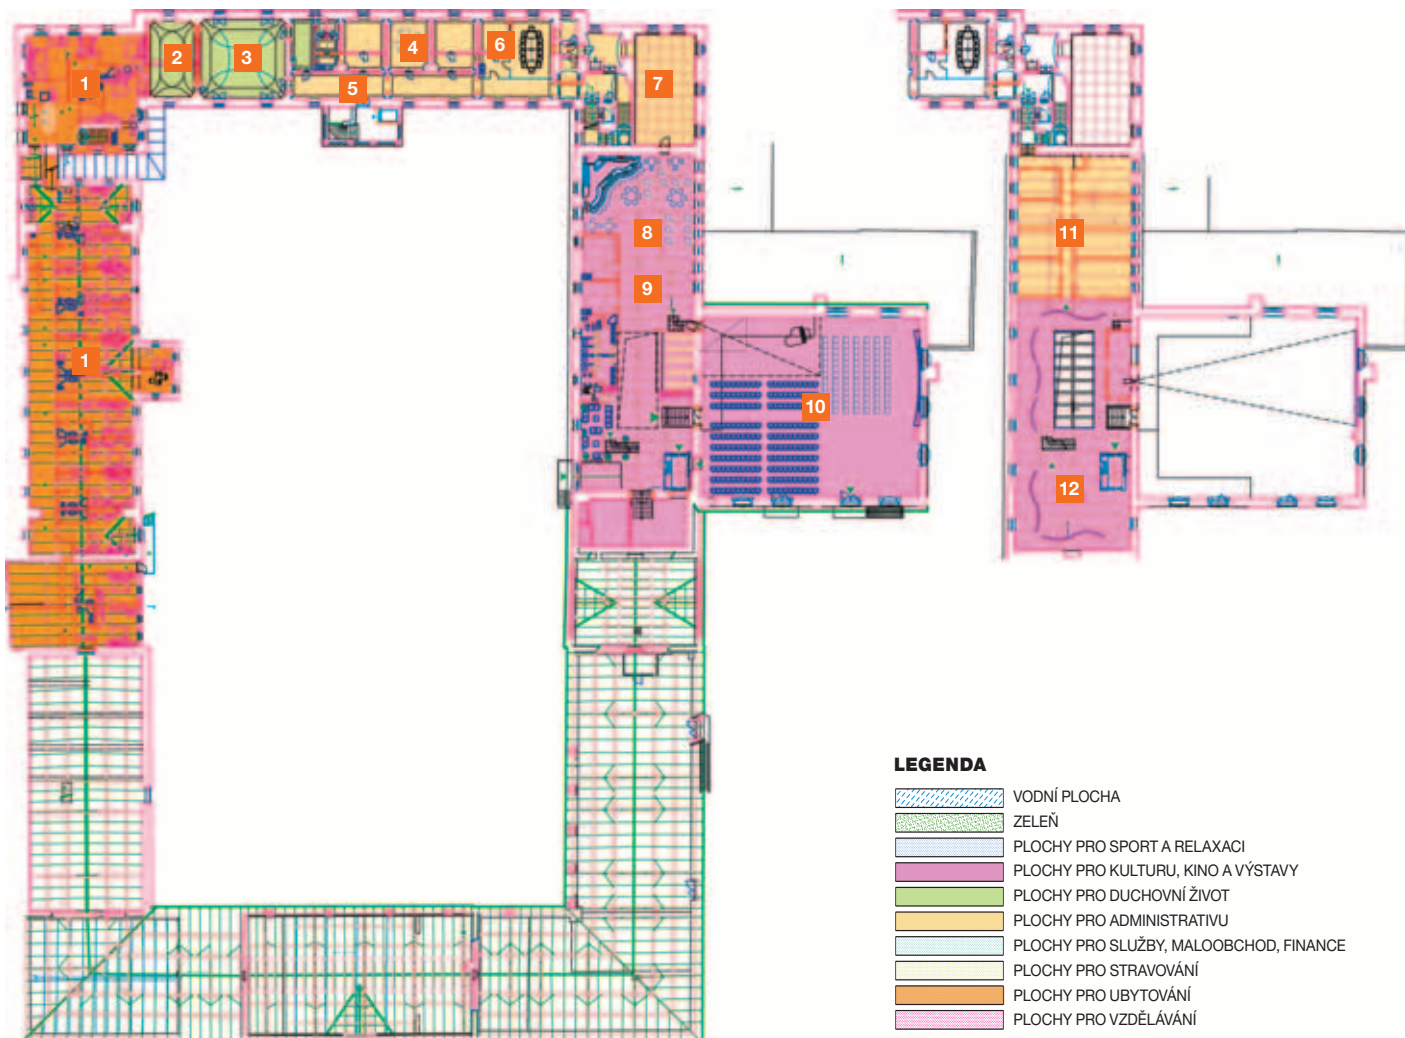 1
2
3
4
5
6
7
8
9
10
1
11
12
LEGENDA
VODNÍ PLOCHA
ZELEŇ
PLOCHY PRO SPORT A RELAXACI
PLOCHY PRO KULTURU, KINO A VÝSTAVY
PLOCHY PRO DUCHOVNÍ ŽIVOT
PLOCHY PRO ADMINISTRATIVU
PLOCHY PRO SLUŽBY, MALOOBCHOD, FINANCE
PLOCHY PRO STRAVOVÁNÍ
PLOCHY PRO UBYTOVÁNÍ
PLOCHY PRO VZDĚLÁVÁNÍ